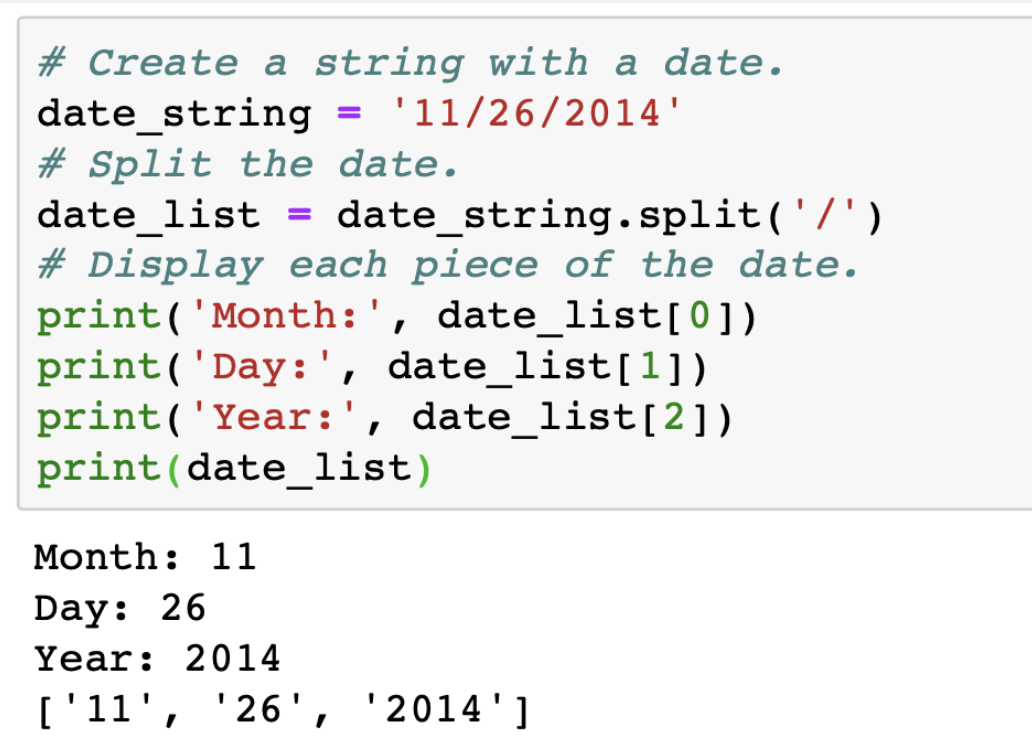 # Create a string with a date.
date_string = '11/26/2014'
# Split the date.
date_list = date_string.split('/')
# Display each piece of the date.
print('Month:', date_list[0])
print('Day:', date_list[1])
print('Year:', date_list[2])
print(date_list)
Month: 11
Day: 26
Year: 2014
['11', '26', '2014']